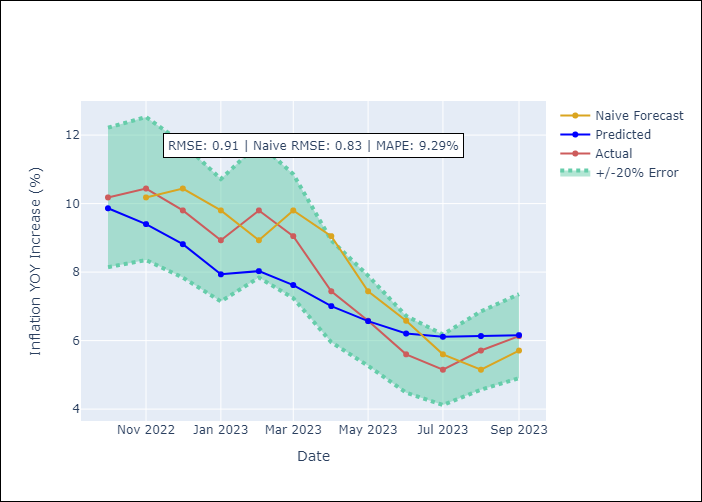 RMSE: 0.91 | Naive RMSE: 0.83 | MAPE: 9.29%
Naive Forecast
Predicted
Actual
+/-20% Error
Inflation YOY Increase (%)
12
10
8
6
4
Nov 2022
Jan 2023
Mar 2023
May 2023
Jul 2023
Sep 2023
Date